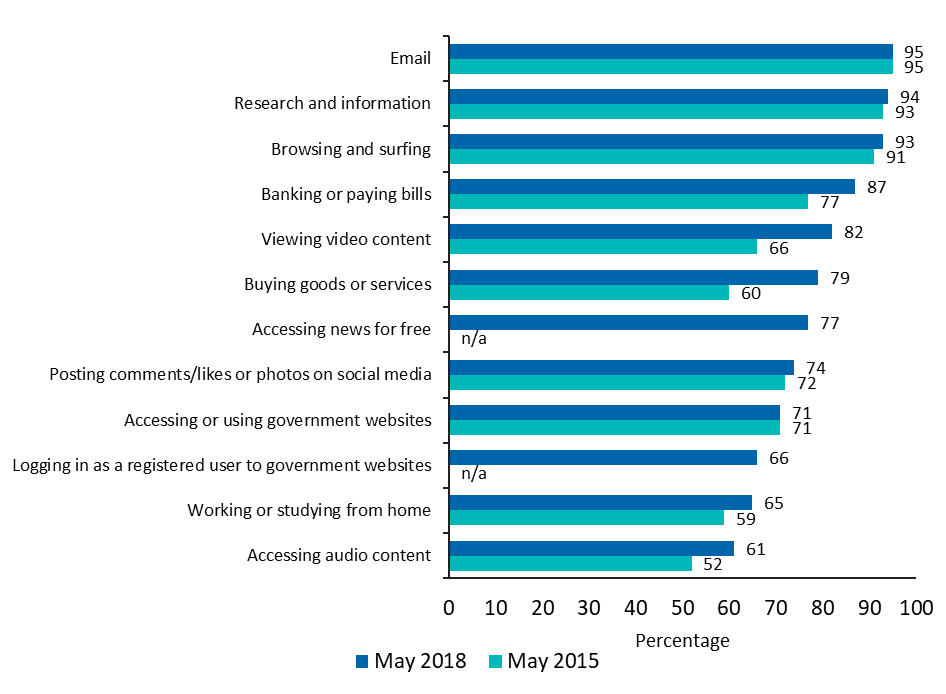 Email
95
95
Research and information
94
93
Browsing and surfing
93
91
Banking or paying bills
87
77
Viewing video content
82
66
Buying goods or services
79
60
Accessing news for free
77
n/a
Posting comments/likes or photos on social media
74
72
Accessing or using government websites
71
71
Logging in as a registered user to government websites
66
n/a
Working or studying from home
65
59
Accessing audio content
61
52
0 10 20 30 40 50 60 70 80 90 100
Percentage
May 2018 May 2015